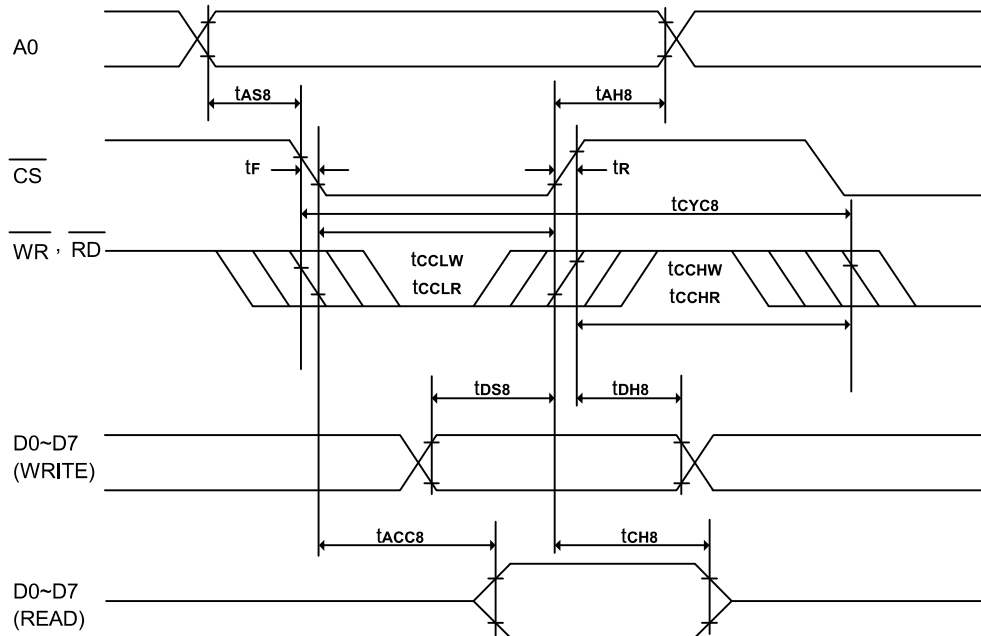 A0
tAS8
tAH8
CS
tF
tR
tCYC8
WR , RD
tCCLW
tCCHW
tCCLR
tCCHR
tDS8
tDH8
D0~D7
(WRITE)
tACC8
tCH8
D0~D7
(READ)